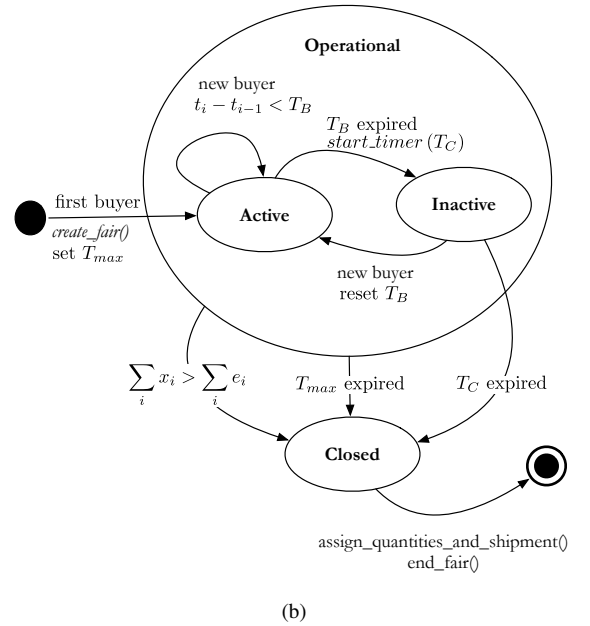 Operational
new buyer
t_i − t_{i−1} < T_B
T_B expired
start_timer (T_C)
first buyer
create_fair()
set T_max
Active
Inactive
new buyer
reset T_B
∑_i x_i > ∑_i e_i
T_max expired
T_C expired
Closed
assign_quantities_and_shipment()
end_fair()
(b)